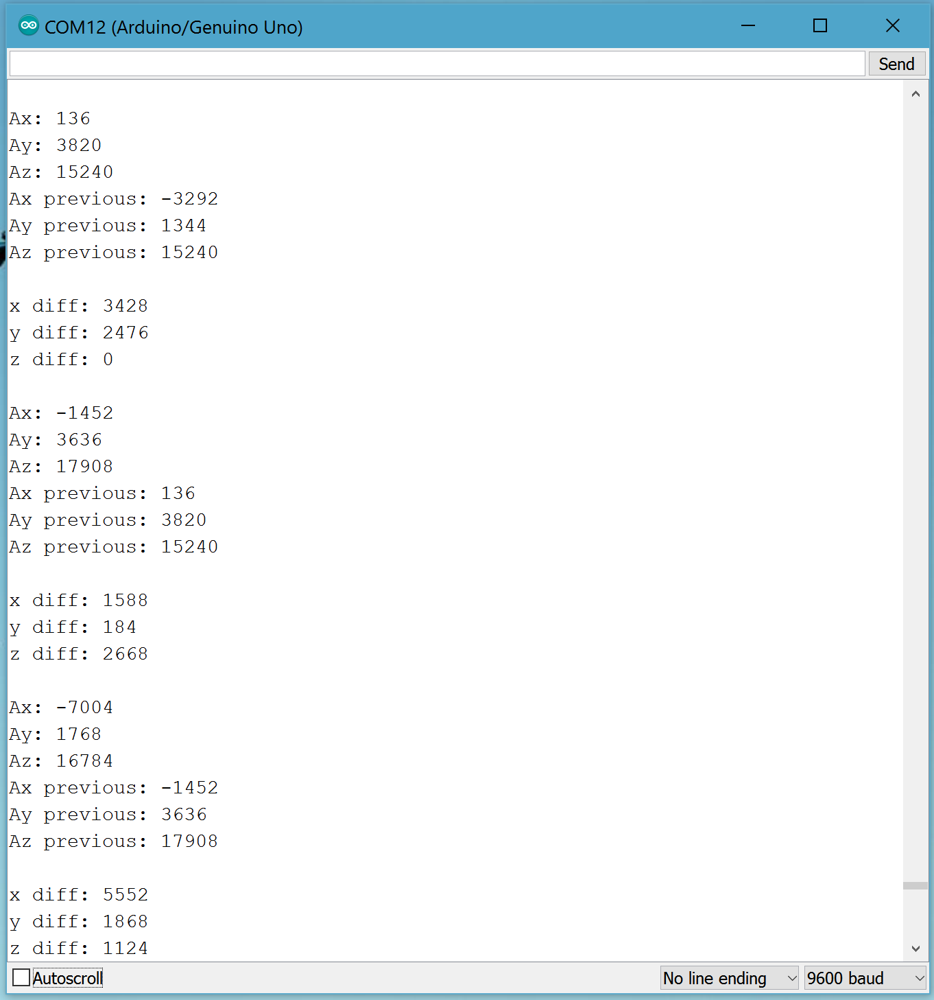 COM12 (Arduino/Genuino Uno)
Send
Ax: 136
Ay: 3820
Az: 15240
Ax previous: -3292
Ay previous: 1344
Az previous: 15240
x diff: 3428
y diff: 2476
z diff: 0
Ax: -1452
Ay: 3636
Az: 17908
Ax previous: 136
Ay previous: 3820
Az previous: 15240
x diff: 1588
y diff: 184
z diff: 2668
Ax: -7004
Ay: 1768
Az: 16784
Ax previous: -1452
Ay previous: 3636
Az previous: 17908
x diff: 5552
y diff: 1868
z diff: 1124
Autoscroll No line ending 9600 baud